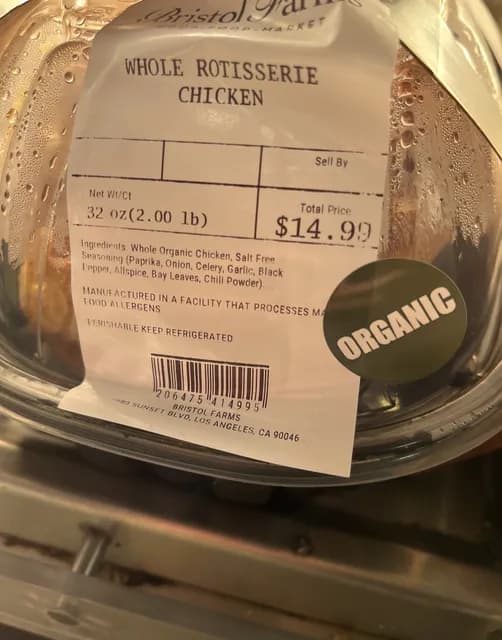 Bristol Farms
MARKET
WHOLE ROTISSERIE
CHICKEN
Sell By
Net Wt/Ct
32 oz(2.00 lb)
Total Price
$14.99
Ingredients: Whole Organic Chicken, Salt Free
Seasoning (Paprika, Onion, Celery, Garlic, Black
Pepper, Allspice, Bay Leaves, Chili Powder).
MANUFACTURED IN A FACILITY THAT PROCESSES MA
FOOD ALLERGENS
PERISHABLE KEEP REFRIGERATED
ORGANIC
206475 414995
BRISTOL FARMS
SUNSET BLVD, LOS ANGELES, CA 90046